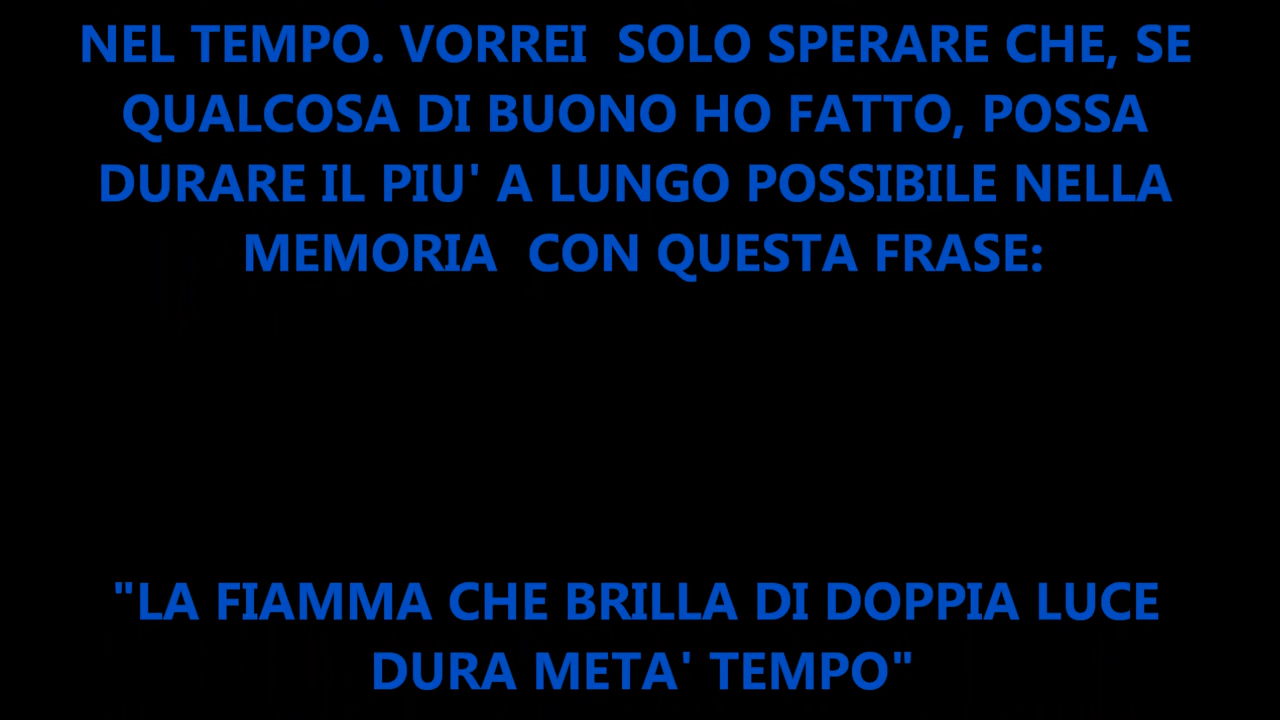 NEL TEMPO. VORREI  SOLO SPERARE CHE, SE
QUALCOSA DI BUONO HO FATTO, POSSA
DURARE IL PIU' A LUNGO POSSIBILE NELLA
MEMORIA  CON QUESTA FRASE:
"LA FIAMMA CHE BRILLA DI DOPPIA LUCE
DURA META' TEMPO"